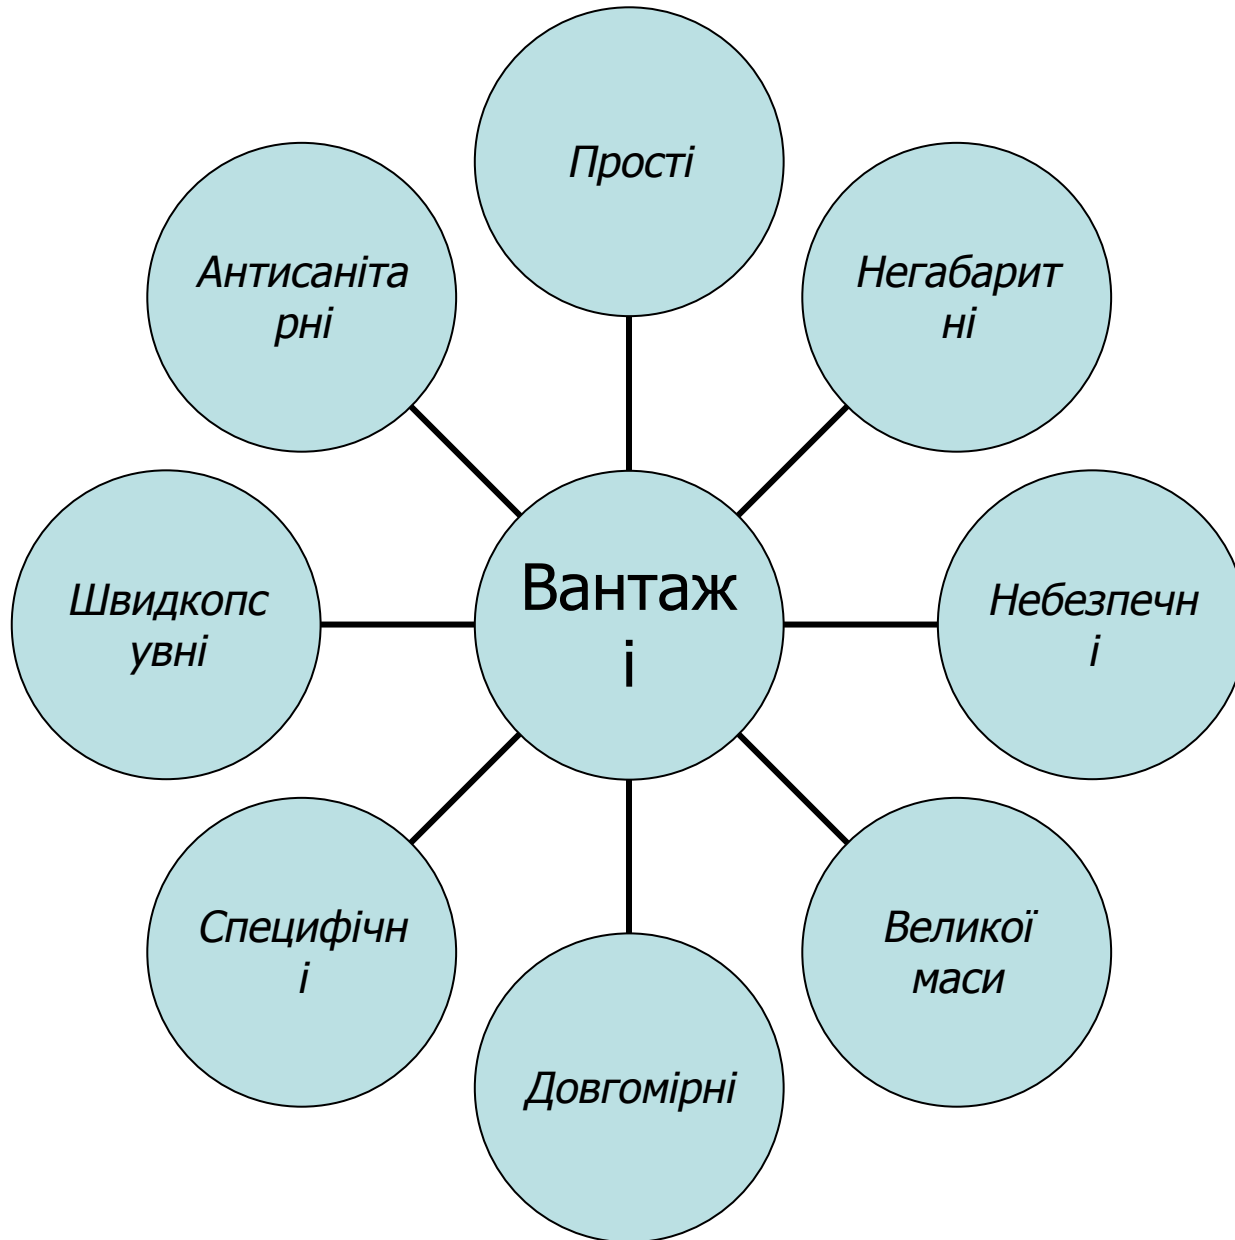 Прості
Негабарит
ні
Небезпечн
і
Великої
маси
Довгомірні
Специфічн
і
Швидкопс
увні
Антисаніта
рні
Вантаж
і